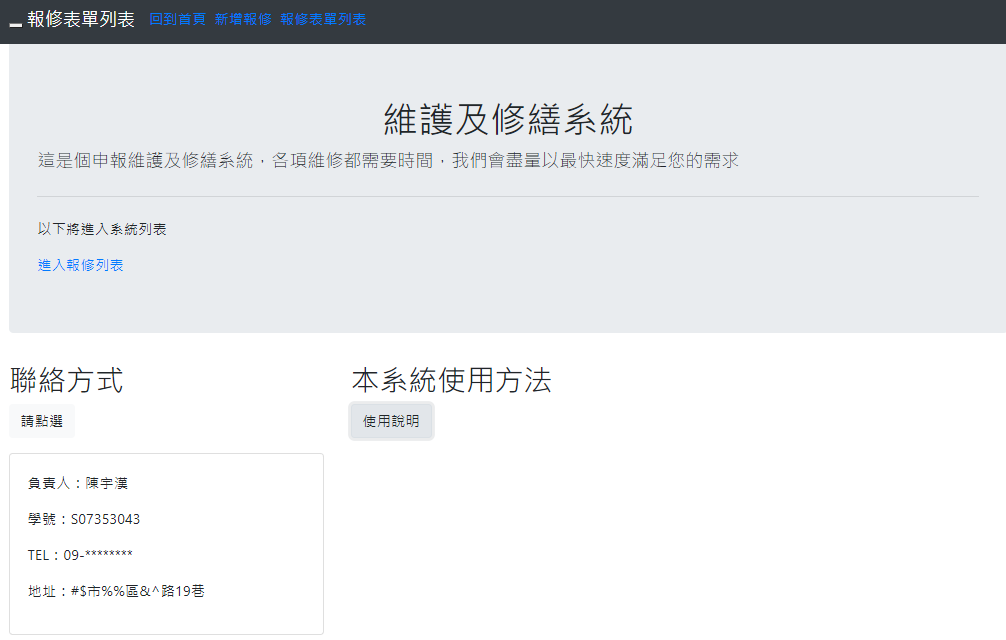 報修表單列表 回到首頁 新增報修 報修表單列表
維護及修繕系統
這是個申報維護及修繕系統，各項維修都需要時間，我們會盡量以最快速度滿足您的需求
以下將進入系統列表
進入報修列表
聯絡方式
請點選
負責人：陳宇漢
學號：S07353043
TEL：09-********
地址：#$市%%區&^路19巷
本系統使用方法
使用說明